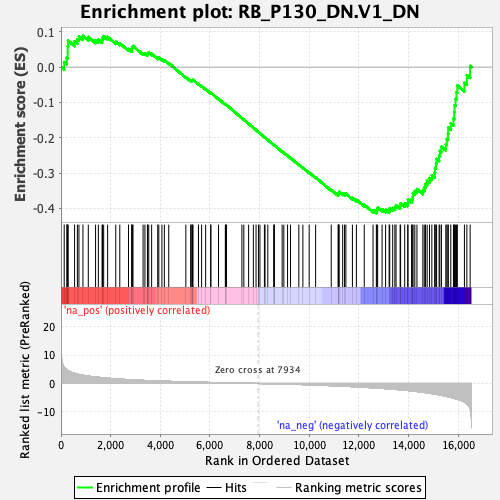 Enrichment plot: RB_P130_DN.V1_DN
Enrichment score (ES)
0.1
0.0
-0.1
-0.2
-0.3
-0.4
'na_pos' (positively correlated)
Ranked list metric (PreRanked)
20
10
0
-10
Zero cross at 7934
'na_neg' (negatively correlated)
0
2,000
4,000
6,000
8,000
10,000
12,000
14,000
16,000
Rank in Ordered Dataset
Enrichment profile
Hits
Ranking metric scores